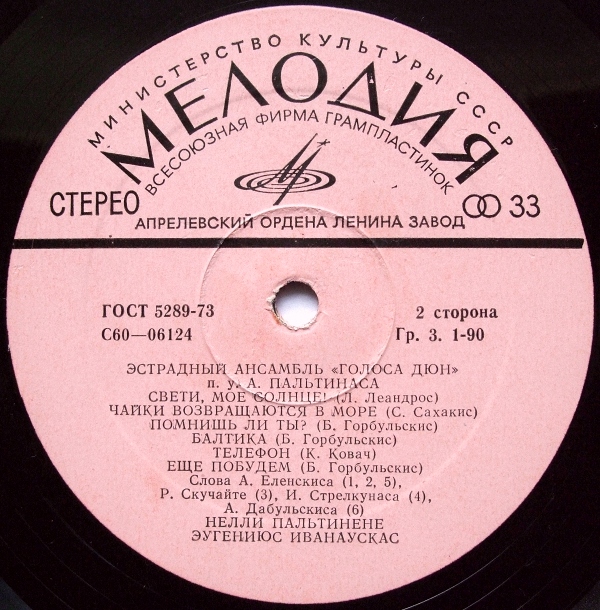 МИНИСТЕРСТВО КУЛЬТУРЫ СССР
МЕЛОДИЯ
ВСЕСОЮЗНАЯ ФИРМА ГРАМПЛАСТИНОК
СТЕРЕО
33
АПРЕЛЕВСКИЙ ОРДЕНА ЛЕНИНА ЗАВОД
ГОСТ 5289-73 2 сторона
С60—06124 Гр. 3. 1-90
ЭСТРАДНЫЙ АНСАМБЛЬ «ГОЛОСА ДЮН»
п. у. А. ПАЛЬТИНАСА
СВЕТИ, МОЕ СОЛНЦЕ! (Л. Леандрос)
ЧАЙКИ ВОЗВРАЩАЮТСЯ В МОРЕ (С. Сахакис)
ПОМНИШЬ ЛИ ТЫ? (Б. Горбульскис)
БАЛТИКА (Б. Горбульскис)
ТЕЛЕФОН (К. Ковач)
ЕЩЕ ПОБУДЕМ (Б. Горбульскис)
Слова А. Еленскиса (1, 2, 5),
Р. Скучайте (3), И. Стрелкунаса (4),
А. Дабульскиса (6)
НЕЛЛИ ПАЛЬТИНЕНЕ
ЭУГЕНИЮС ИВАНАУСКАС